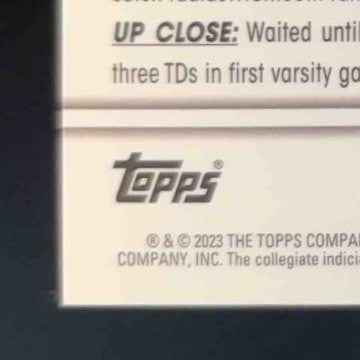 UP CLOSE: Waited until
three TDs in first varsity
Topps®
® & © 2023 THE TOPPS
COMPANY, INC. The collegiate